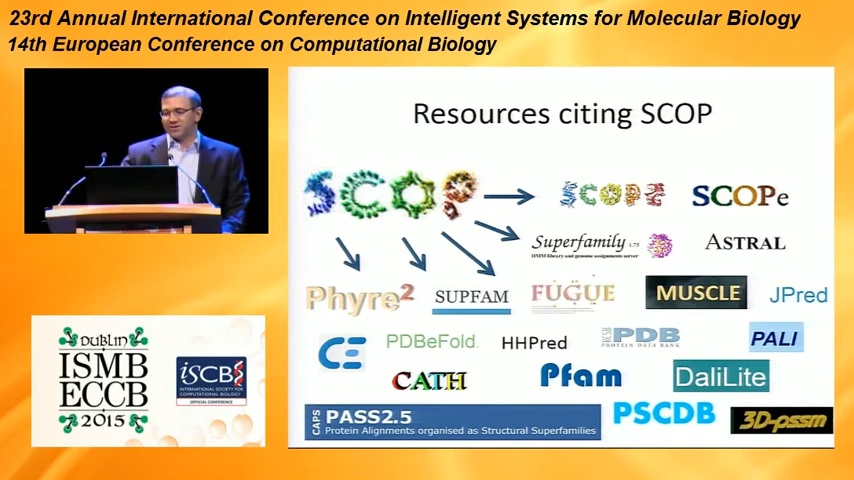 23rd Annual International Conference on Intelligent Systems for Molecular Biology
14th European Conference on Computational Biology
Resources citing SCOP
SCOP
SCOPE
SCOPe
Superfamily 1.75
HMM library and genome assignments server
ASTRAL
Phyre2
SUPFAM
FUGUE
MUSCLE
JPred
CE
PDBeFold
HHPred
RCSB PDB
PROTEIN DATA BANK
PALI
CATH
Pfam
DaliLite
CAPS PASS2.5
Protein Alignments organised as Structural Superfamilies
PSCDB
3D-pssm
DUBLIN
ISMB
ECCB
2015
ISCB
INTERNATIONAL SOCIETY FOR
COMPUTATIONAL BIOLOGY
OFFICIAL CONFERENCE